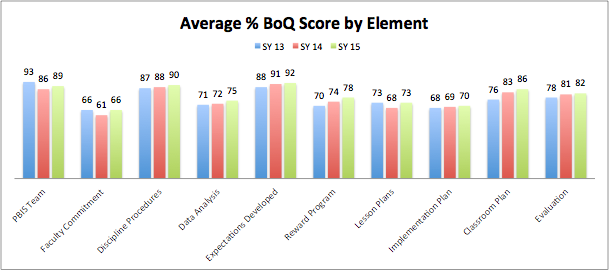 Average % BoQ Score by Element
SY 13 SY 14 SY 15
93 86 89 66 61 66 87 88 90 71 72 75 88 91 92 70 74 78 73 68 73 68 69 70 76 83 86 78 81 82
PBIS Team
Faculty Commitment
Discipline Procedures
Data Analysis
Expectations Developed
Reward Program
Lesson Plans
Implementation Plan
Classroom Plan
Evaluation